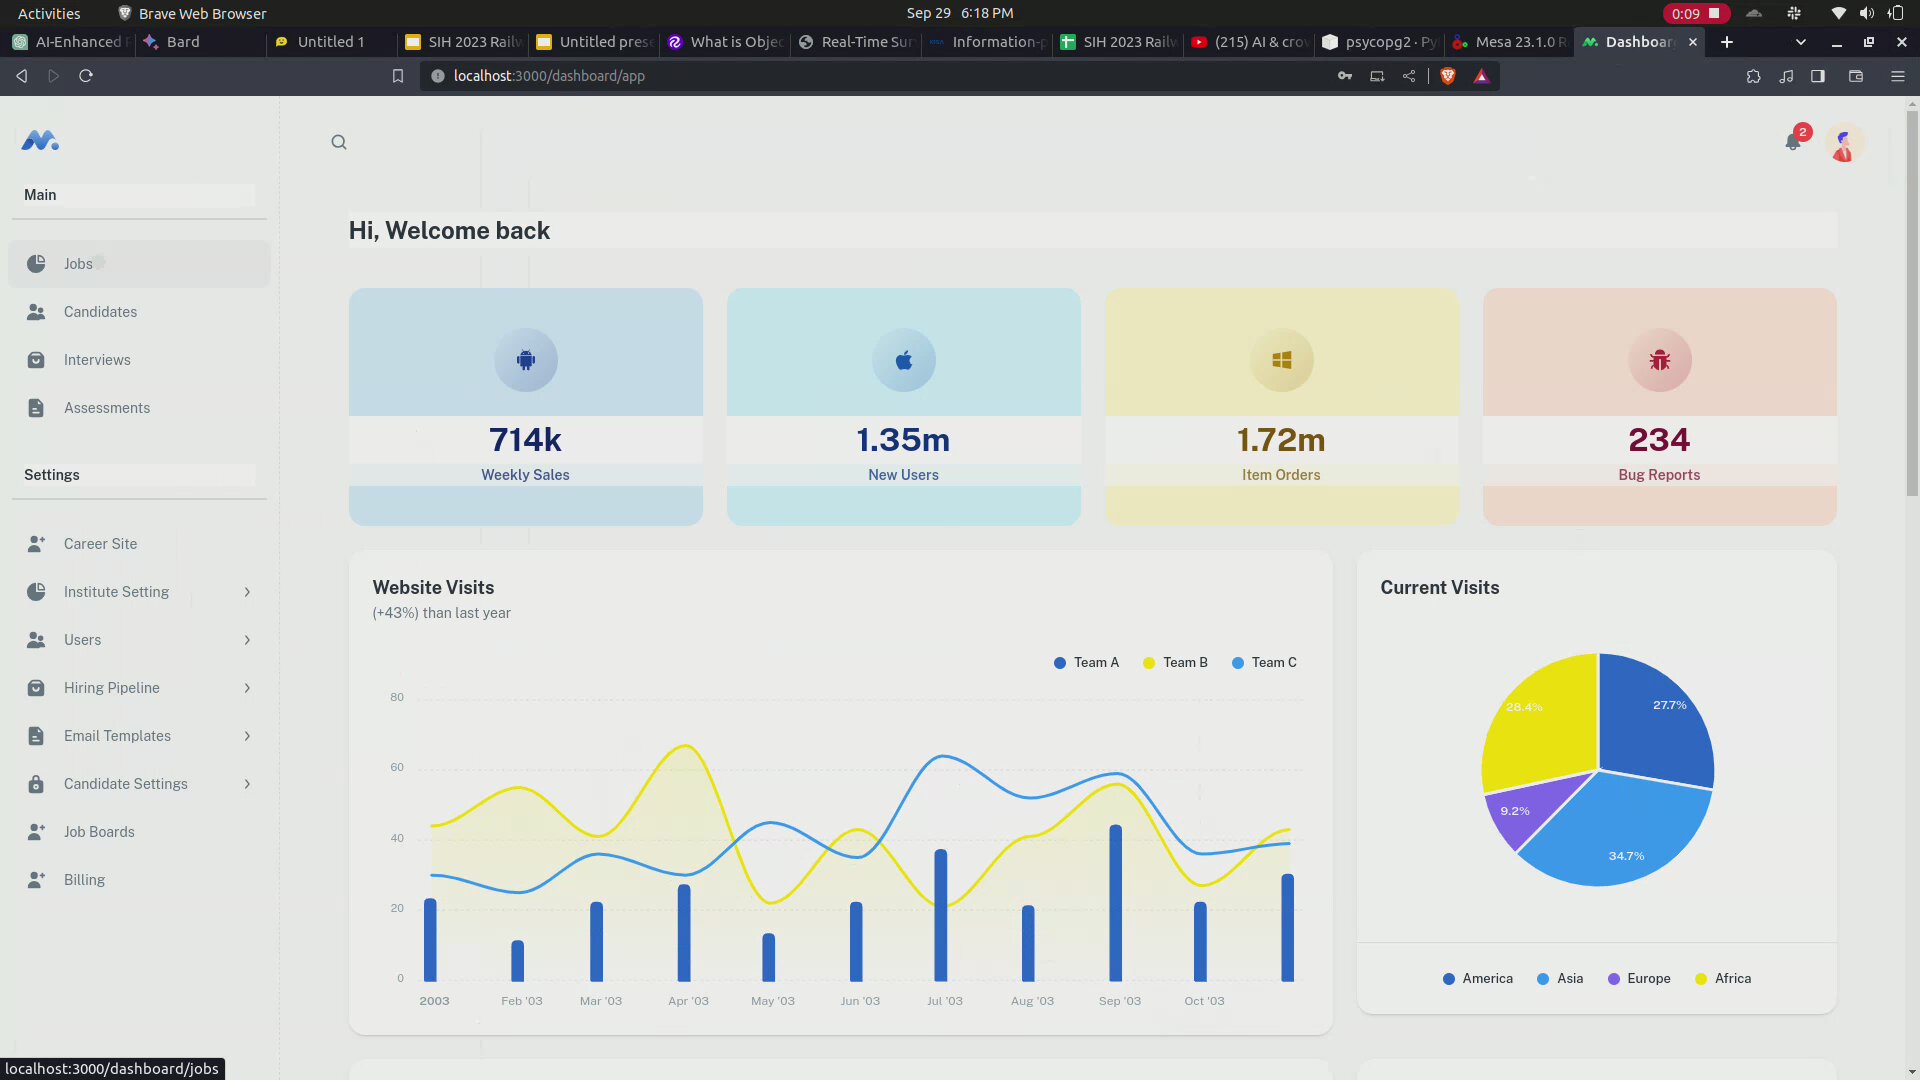 Activities
Brave Web Browser
Sep 29 6:18 PM
0:09
AI-Enhanced
Bard
Untitled 1
SIH 2023 Railw
Untitled prese
What is Objec
Real-Time Sur
Information-p
SIH 2023 Railw
(215) AI & crow
psycopg2 · Py
Mesa 23.1.0 R
Dashboar
localhost:3000/dashboard/app
2
Main
Jobs
Candidates
Interviews
Assessments
Settings
Career Site
Institute Setting
Users
Hiring Pipeline
Email Templates
Candidate Settings
Job Boards
Billing
Hi, Welcome back
714k
Weekly Sales
1.35m
New Users
1.72m
Item Orders
234
Bug Reports
Website Visits
(+43%) than last year
Team A
Team B
Team C
80
60
40
20
0
2003
Feb '03
Mar '03
Apr '03
May '03
Jun '03
Jul '03
Aug '03
Sep '03
Oct '03
Current Visits
28.4%
27.7%
9.2%
34.7%
America
Asia
Europe
Africa
localhost:3000/dashboard/jobs